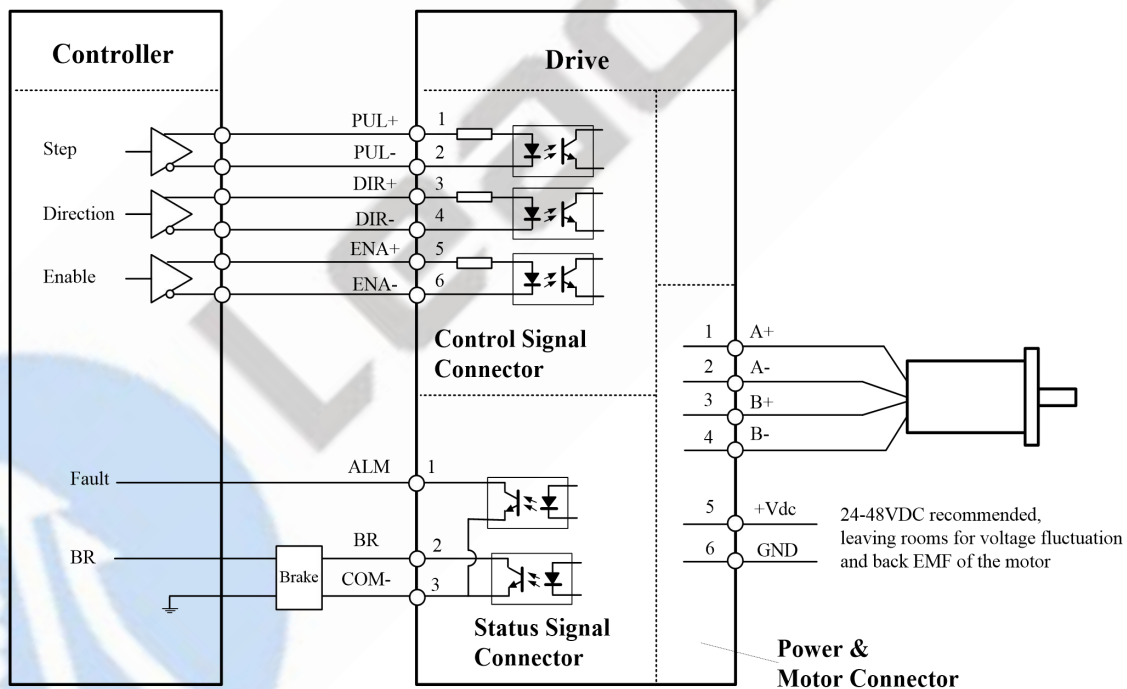 Controller
Drive
Step
PUL+
1
PUL-
2
Direction
DIR+
3
DIR-
4
Enable
ENA+
5
ENA-
6
Control Signal
Connector
1
A+
2
A-
3
B+
4
B-
Fault
ALM
1
BR
BR
2
Brake
COM-
3
5
+Vdc
6
GND
24-48VDC recommended,
leaving rooms for voltage fluctuation
and back EMF of the motor
Status Signal
Connector
Power &
Motor Connector